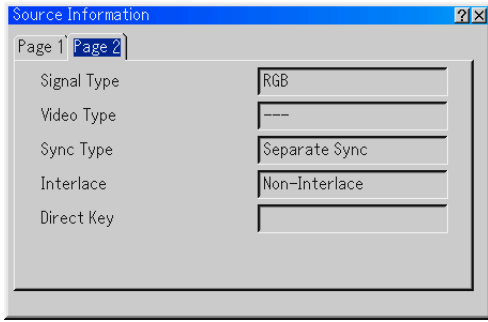 Source Information ? ×
Page 1 Page 2
Signal Type RGB
Video Type ---
Sync Type Separate Sync
Interlace Non-Interlace
Direct Key